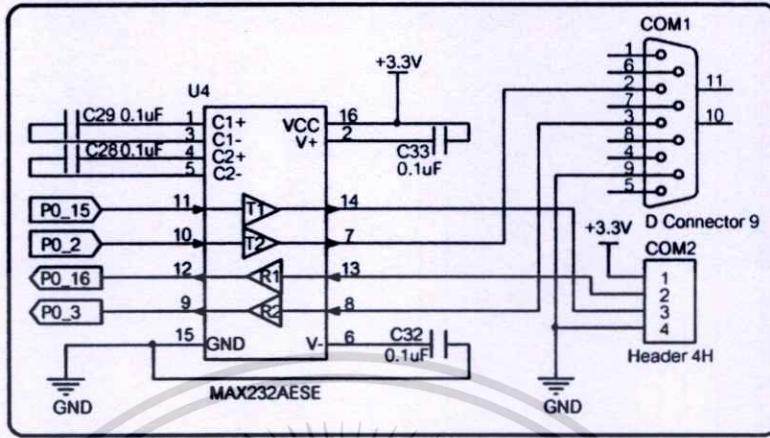 COM1
+3.3V
1
6
2
7
3
8
4
9
5
11
10
D Connector 9
U4
C29 0.1uF
C28 0.1uF
1
3
4
5
C1+
C1-
C2+
C2-
VCC
V+
16
2
C33
0.1uF
P0_15
11
T1
14
P0_2
10
T2
7
P0_16
12
R1
13
P0_3
9
R2
8
15
GND
V-
6
C32
0.1uF
GND
MAX232AESE
+3.3V
COM2
1
2
3
4
Header 4H
GND